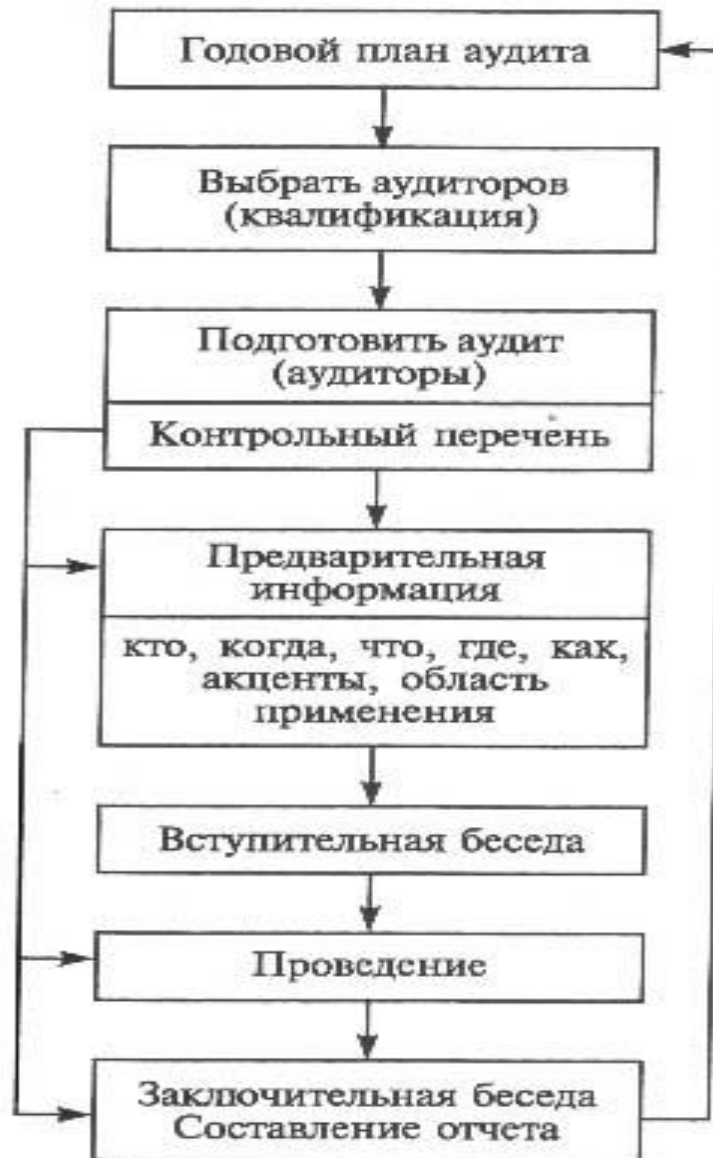 Годовой план аудита
Выбрать аудиторов
(квалификация)
Подготовить аудит
(аудиторы)
Контрольный перечень
Предварительная
информация
кто, когда, что, где, как,
акценты, область
применения
Вступительная беседа
Проведение
Заключительная беседа
Составление отчета